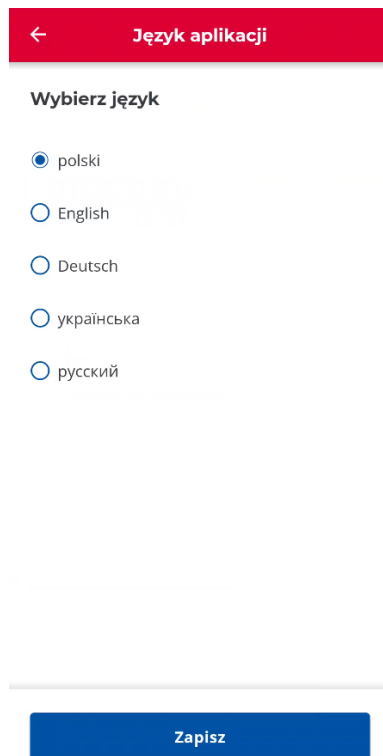 Język aplikacji
Wybierz język
polski
English
Deutsch
українська
русский
Zapisz